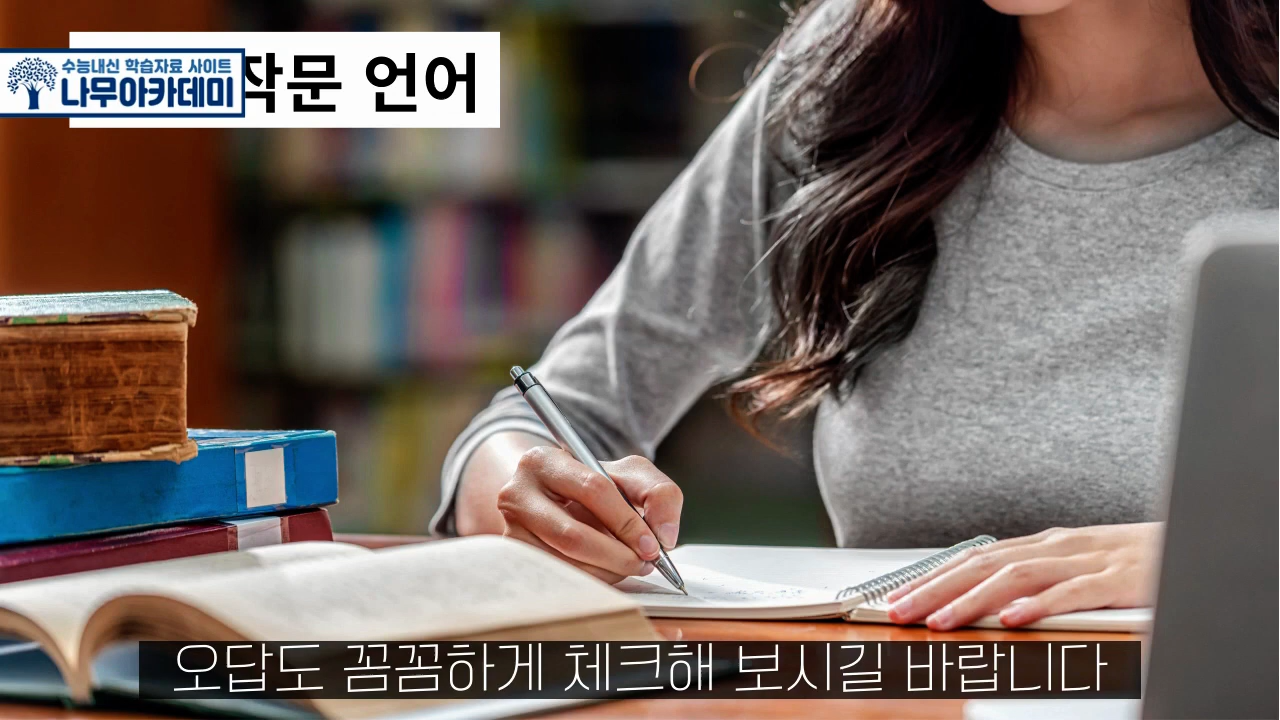 수능내신 학습자료 사이트
나무아카데미
작문 언어
오답도 꼼꼼하게 체크해 보시길 바랍니다